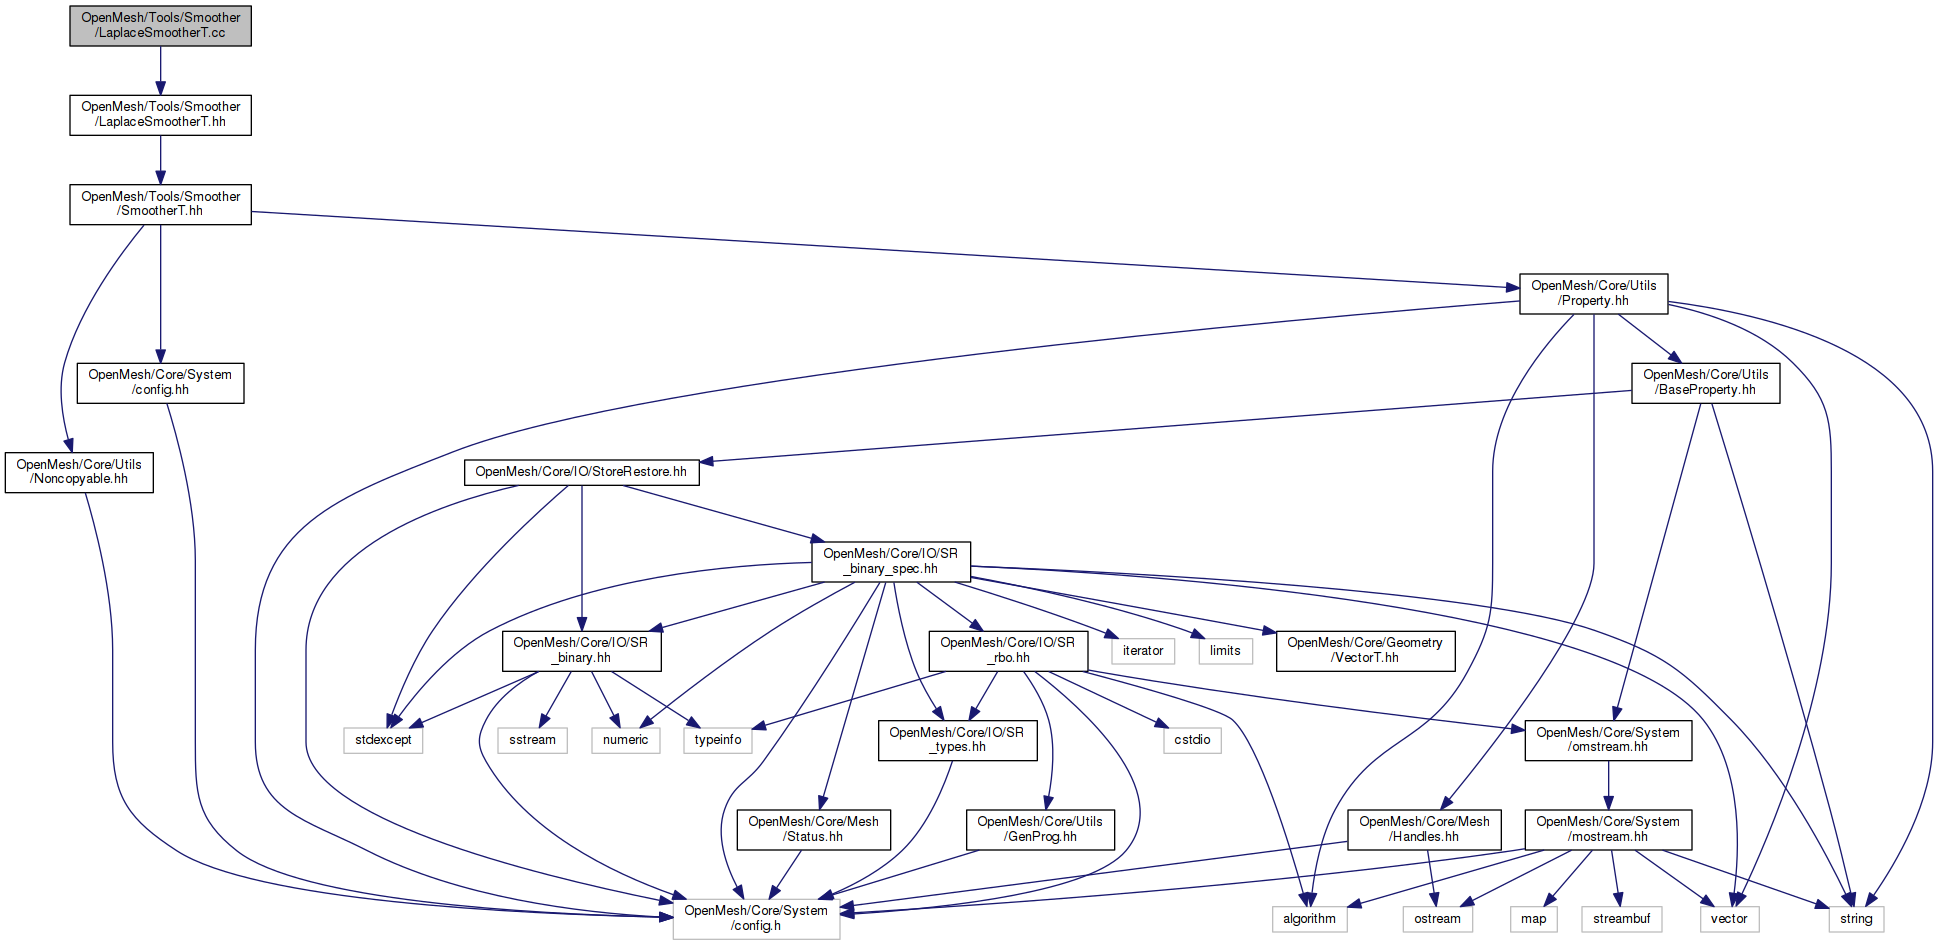 OpenMesh/Tools/Smoother
/LaplaceSmootherT.cc
OpenMesh/Tools/Smoother
/LaplaceSmootherT.hh
OpenMesh/Tools/Smoother
/SmootherT.hh
OpenMesh/Core/Utils
/Property.hh
OpenMesh/Core/System
/config.hh
OpenMesh/Core/Utils
/BaseProperty.hh
OpenMesh/Core/Utils
/Noncopyable.hh
OpenMesh/Core/IO/StoreRestore.hh
OpenMesh/Core/IO/SR
_binary_spec.hh
OpenMesh/Core/IO/SR
_binary.hh
OpenMesh/Core/IO/SR
_rbo.hh
iterator
limits
OpenMesh/Core/Geometry
/VectorT.hh
stdexcept
sstream
numeric
typeinfo
OpenMesh/Core/IO/SR
_types.hh
cstdio
OpenMesh/Core/System
/omstream.hh
OpenMesh/Core/Mesh
/Status.hh
OpenMesh/Core/Utils
/GenProg.hh
OpenMesh/Core/Mesh
/Handles.hh
OpenMesh/Core/System
/mostream.hh
OpenMesh/Core/System
/config.h
algorithm
ostream
map
streambuf
vector
string